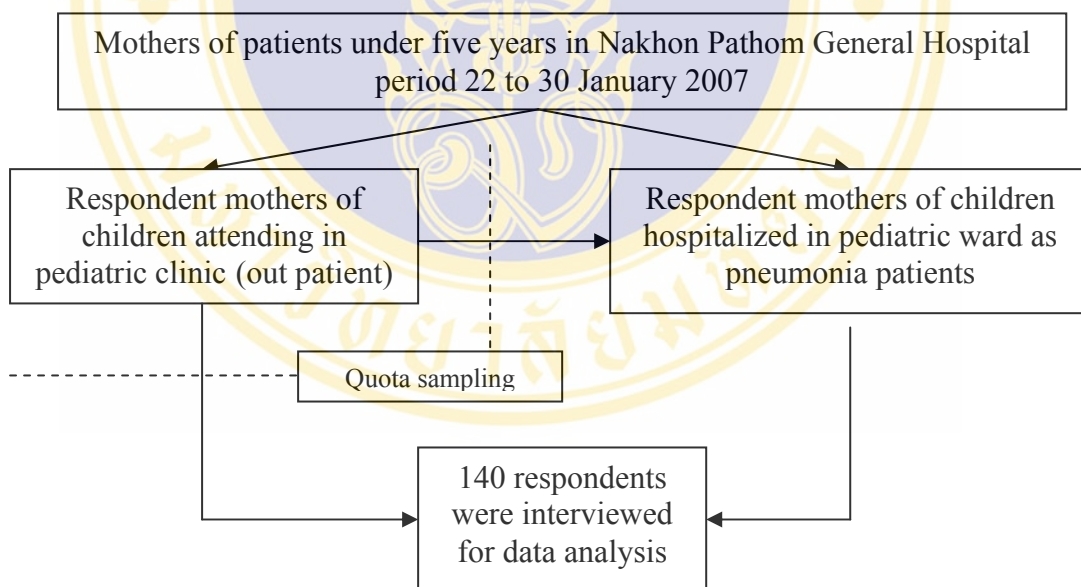 Mothers of patients under five years in Nakhon Pathom General Hospital
period 22 to 30 January 2007
Respondent mothers of
children attending in
pediatric clinic (out patient)
Respondent mothers of children
hospitalized in pediatric ward as
pneumonia patients
Quota sampling
140 respondents
were interviewed
for data analysis